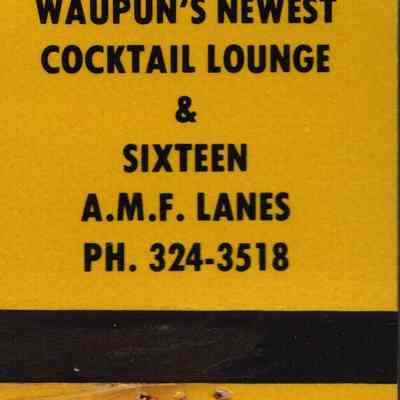 WAUPUN'S NEWEST
COCKTAIL LOUNGE
&
SIXTEEN
A.M.F. LANES
PH. 324-3518